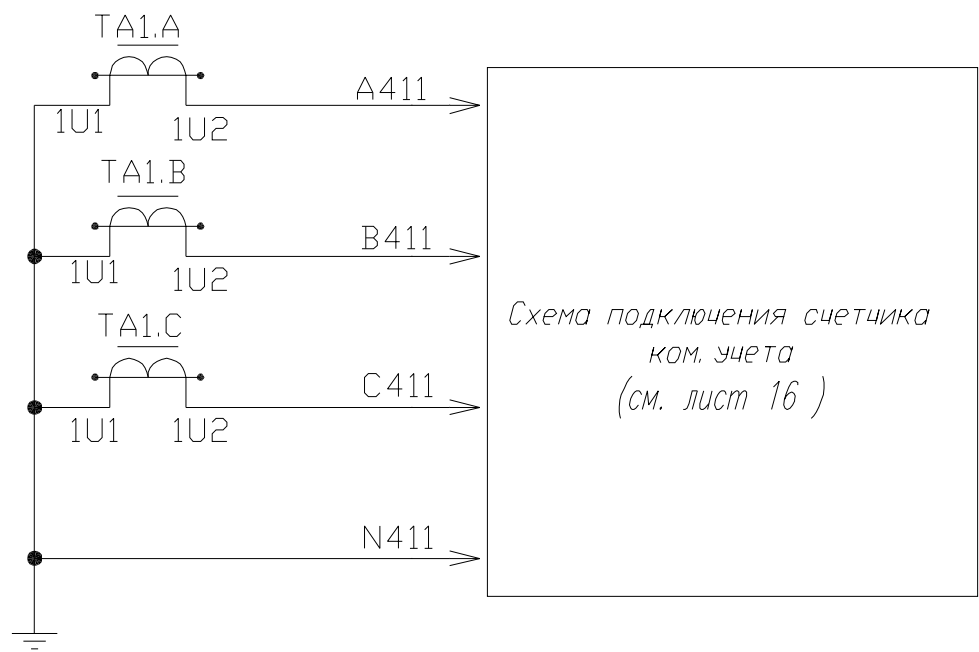 TA1.A
A411
1U1
1U2
TA1.B
B411
1U1
1U2
TA1.C
C411
1U1
1U2
N411
Схема подключения счетчика
ком. учета
(см. лист 16 )